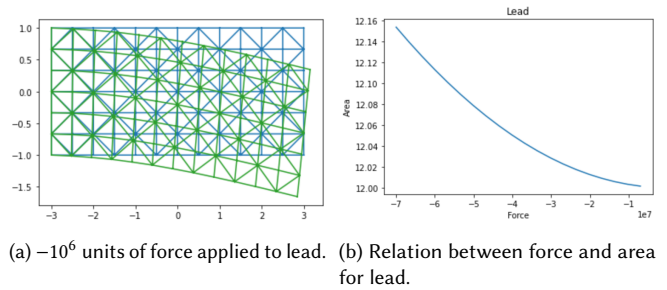 1.0
0.5
0.0
−0.5
−1.0
−1.5
−3 −2 −1 0 1 2 3
Lead
12.16
12.14
12.12
12.10
12.08
12.06
12.04
12.02
12.00
Area
−7 −6 −5 −4 −3 −2 −1
Force
1e7
(a) −10⁶ units of force applied to lead.
(b) Relation between force and area
for lead.